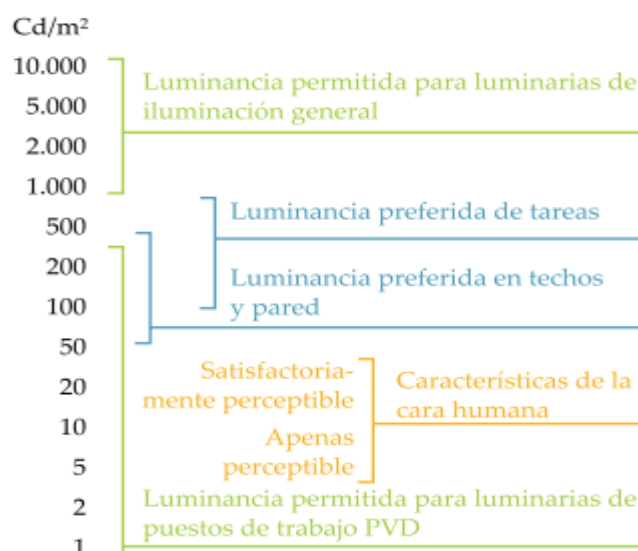 Cd/m²
10.000
5.000
2.000
1.000
500
200
100
50
20
10
5
2
1
Luminancia permitida para luminarias de
iluminación general
Luminancia preferida de tareas
Luminancia preferida en techos
y pared
Satisfactoria-
mente perceptible
Apenas
perceptible
Características de la
cara humana
Luminancia permitida para luminarias de
puestos de trabajo PVD